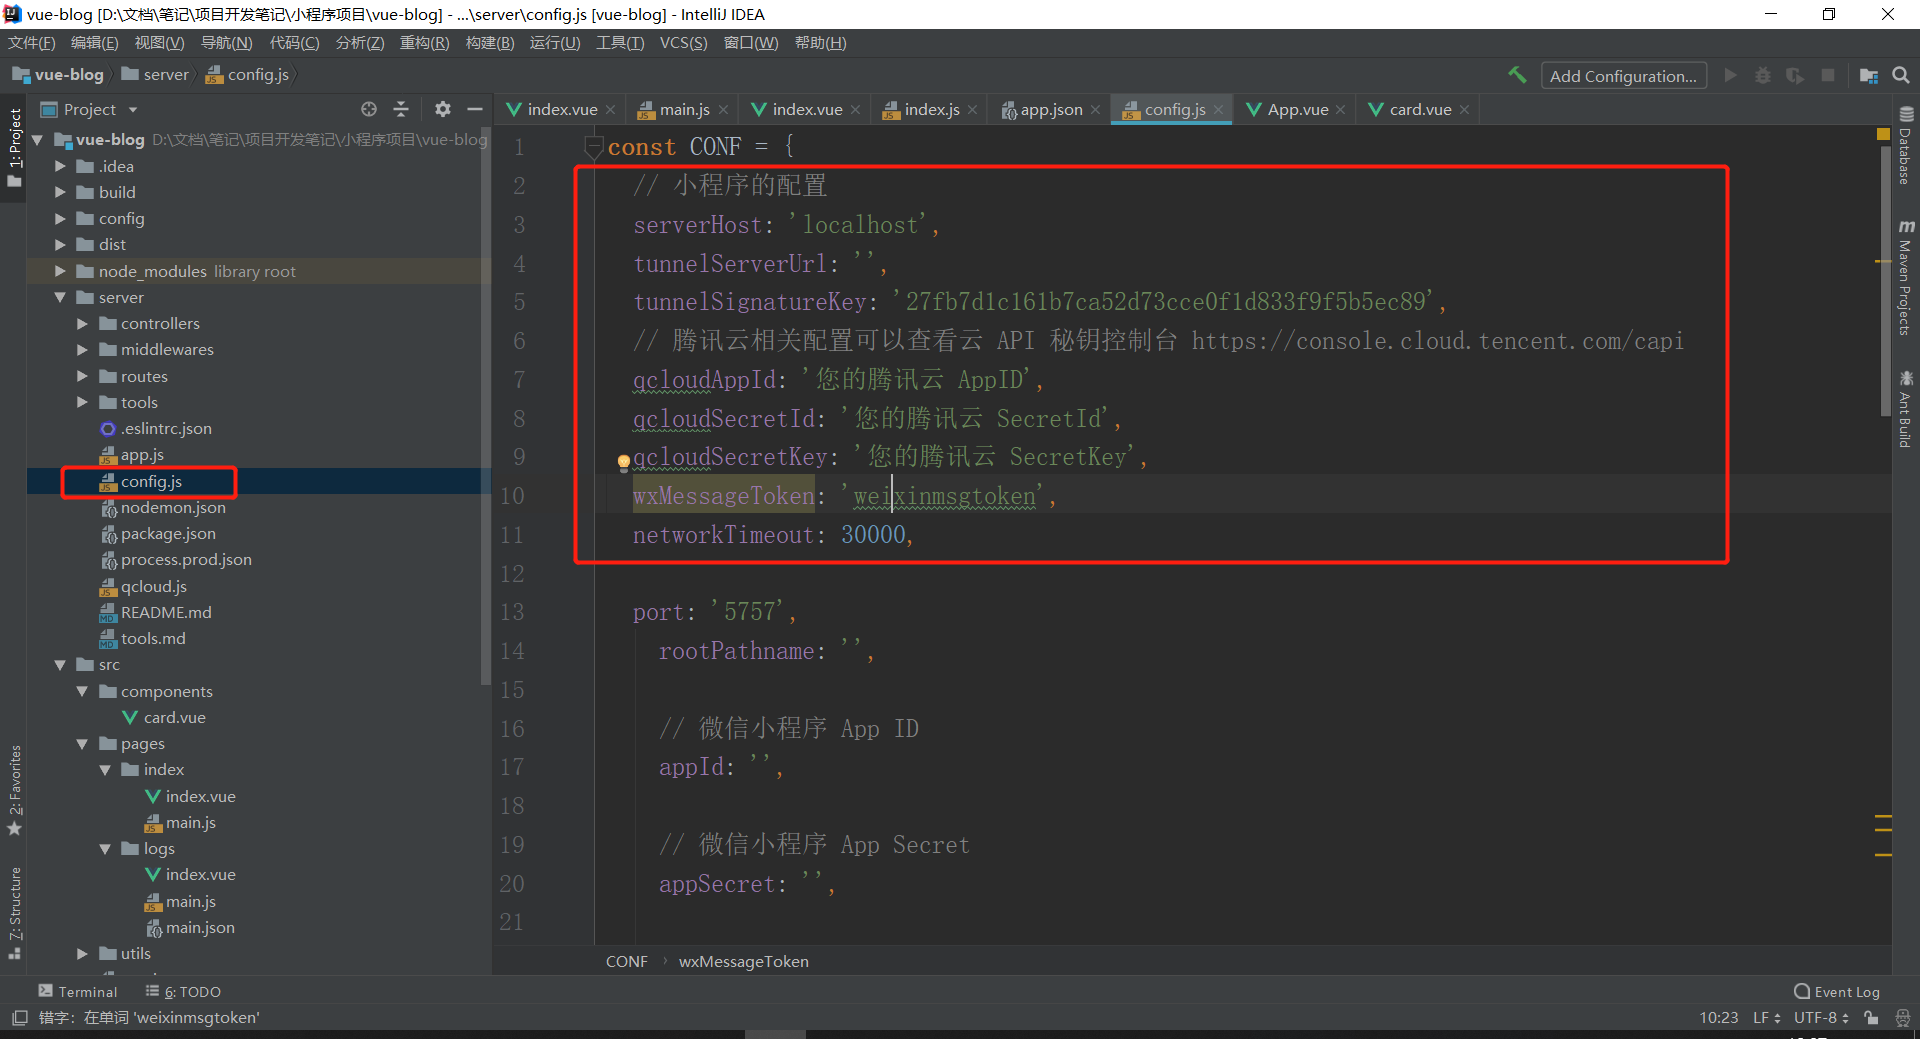 vue-blog [D:\文档\笔记\项目开发笔记\小程序项目\vue-blog] - ...\server\config.js [vue-blog] - IntelliJ IDEA
文件(F) 编辑(E) 视图(V) 导航(N) 代码(C) 分析(Z) 重构(R) 构建(B) 运行(U) 工具(T) VCS(S) 窗口(W) 帮助(H)
vue-blog server config.js Add Configuration...
Project
index.vue main.js index.vue index.js app.json config.js App.vue card.vue
1: Project
2: Favorites
Z: Structure
vue-blog D:\文档\笔记\项目开发笔记\小程序项目\vue-blog
.idea
build
config
dist
node_modules library root
server
controllers
middlewares
routes
tools
.eslintrc.json
app.js
config.js
nodemon.json
package.json
process.prod.json
qcloud.js
README.md
tools.md
src
components
card.vue
pages
index
index.vue
main.js
logs
index.vue
main.js
main.json
utils
1 const CONF = {
2 // 小程序的配置
3 serverHost: 'localhost',
4 tunnelServerUrl: '',
5 tunnelSignatureKey: '27fb7d1c161b7ca52d73cce0f1d833f9f5b5ec89',
6 // 腾讯云相关配置可以查看云 API 秘钥控制台 https://console.cloud.tencent.com/capi
7 qcloudAppId: '您的腾讯云 AppID',
8 qcloudSecretId: '您的腾讯云 SecretId',
9 qcloudSecretKey: '您的腾讯云 SecretKey',
10 wxMessageToken: 'weixinmsgtoken',
11 networkTimeout: 30000,
12
13 port: '5757',
14 rootPathname: '',
15
16 // 微信小程序 App ID
17 appId: '',
18
19 // 微信小程序 App Secret
20 appSecret: '',
21
CONF wxMessageToken
Database
Maven Projects
Ant Build
Terminal 6: TODO Event Log
错字: 在单词 'weixinmsgtoken' 10:23 LF UTF-8